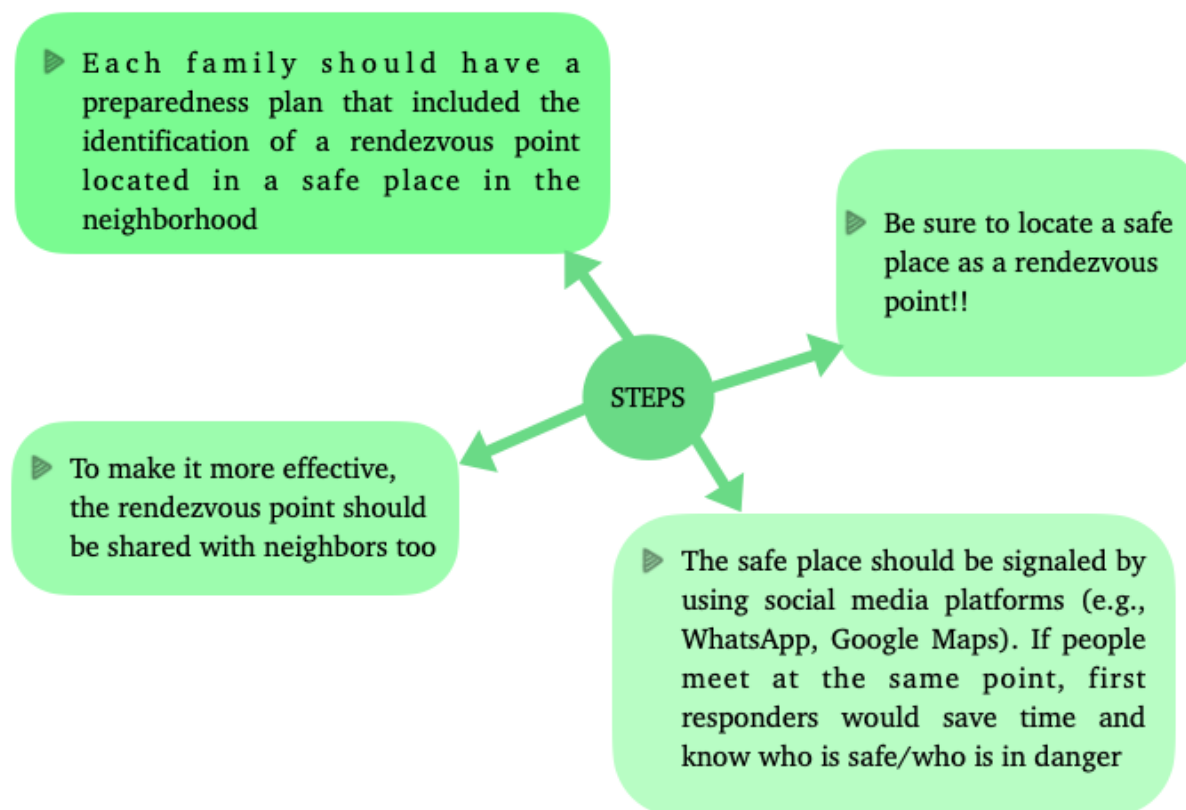 Each family should have a
preparedness plan that included the
identification of a rendezvous point
located in a safe place in the
neighborhood
Be sure to locate a safe
place as a rendezvous
point!!
STEPS
To make it more effective,
the rendezvous point should
be shared with neighbors too
The safe place should be signaled by
using social media platforms (e.g.,
WhatsApp, Google Maps). If people
meet at the same point, first
responders would save time and
know who is safe/who is in danger